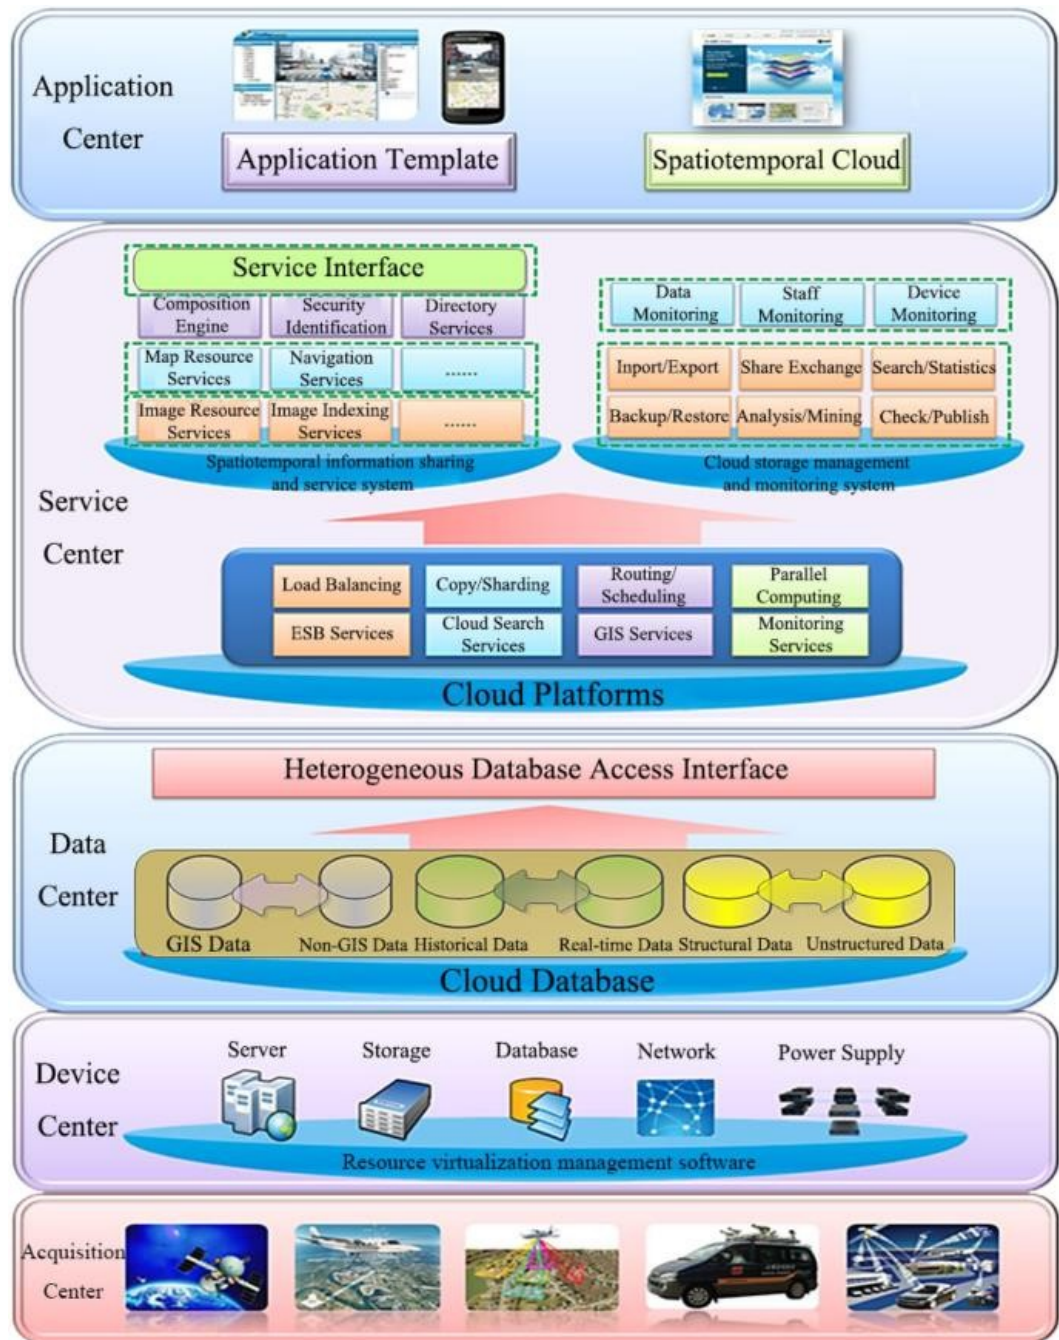 Application
Center
Application Template
Spatiotemporal Cloud
Service Interface
Composition
Engine
Security
Identification
Directory
Services
Map Resource
Services
Navigation
Services
......
Image Resource
Services
Image Indexing
Services
......
Spatiotemporal information sharing
and service system
Data
Monitoring
Staff
Monitoring
Device
Monitoring
Inport/Export
Share Exchange
Search/Statistics
Backup/Restore
Analysis/Mining
Check/Publish
Cloud storage management
and monitoring system
Service
Center
Load Balancing
Copy/Sharding
Routing/
Scheduling
Parallel
Computing
ESB Services
Cloud Search
Services
GIS Services
Monitoring
Services
Cloud Platforms
Heterogeneous Database Access Interface
Data
Center
GIS Data
Non-GIS Data
Historical Data
Real-time Data
Structural Data
Unstructured Data
Cloud Database
Device
Center
Server
Storage
Database
Network
Power Supply
Resource virtualization management software
Acquisition
Center